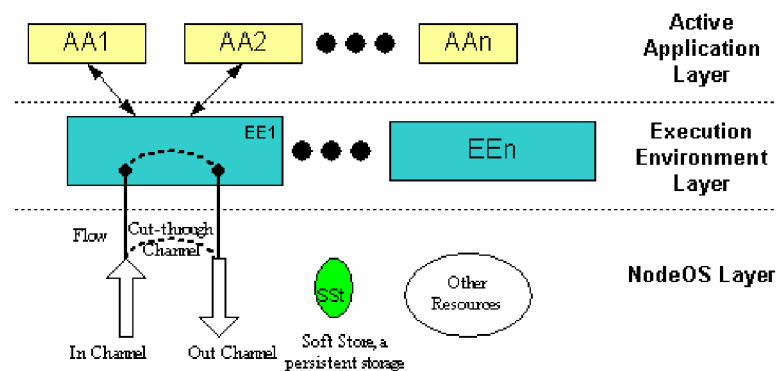 AA1
AA2
AAn
Active
Application
Layer
EE1
EEn
Execution
Environment
Layer
Flow
Cut-through
Channel
SSt
Other
Resources
NodeOS Layer
In Channel
Out Channel
Soft Store, a
persistent storage